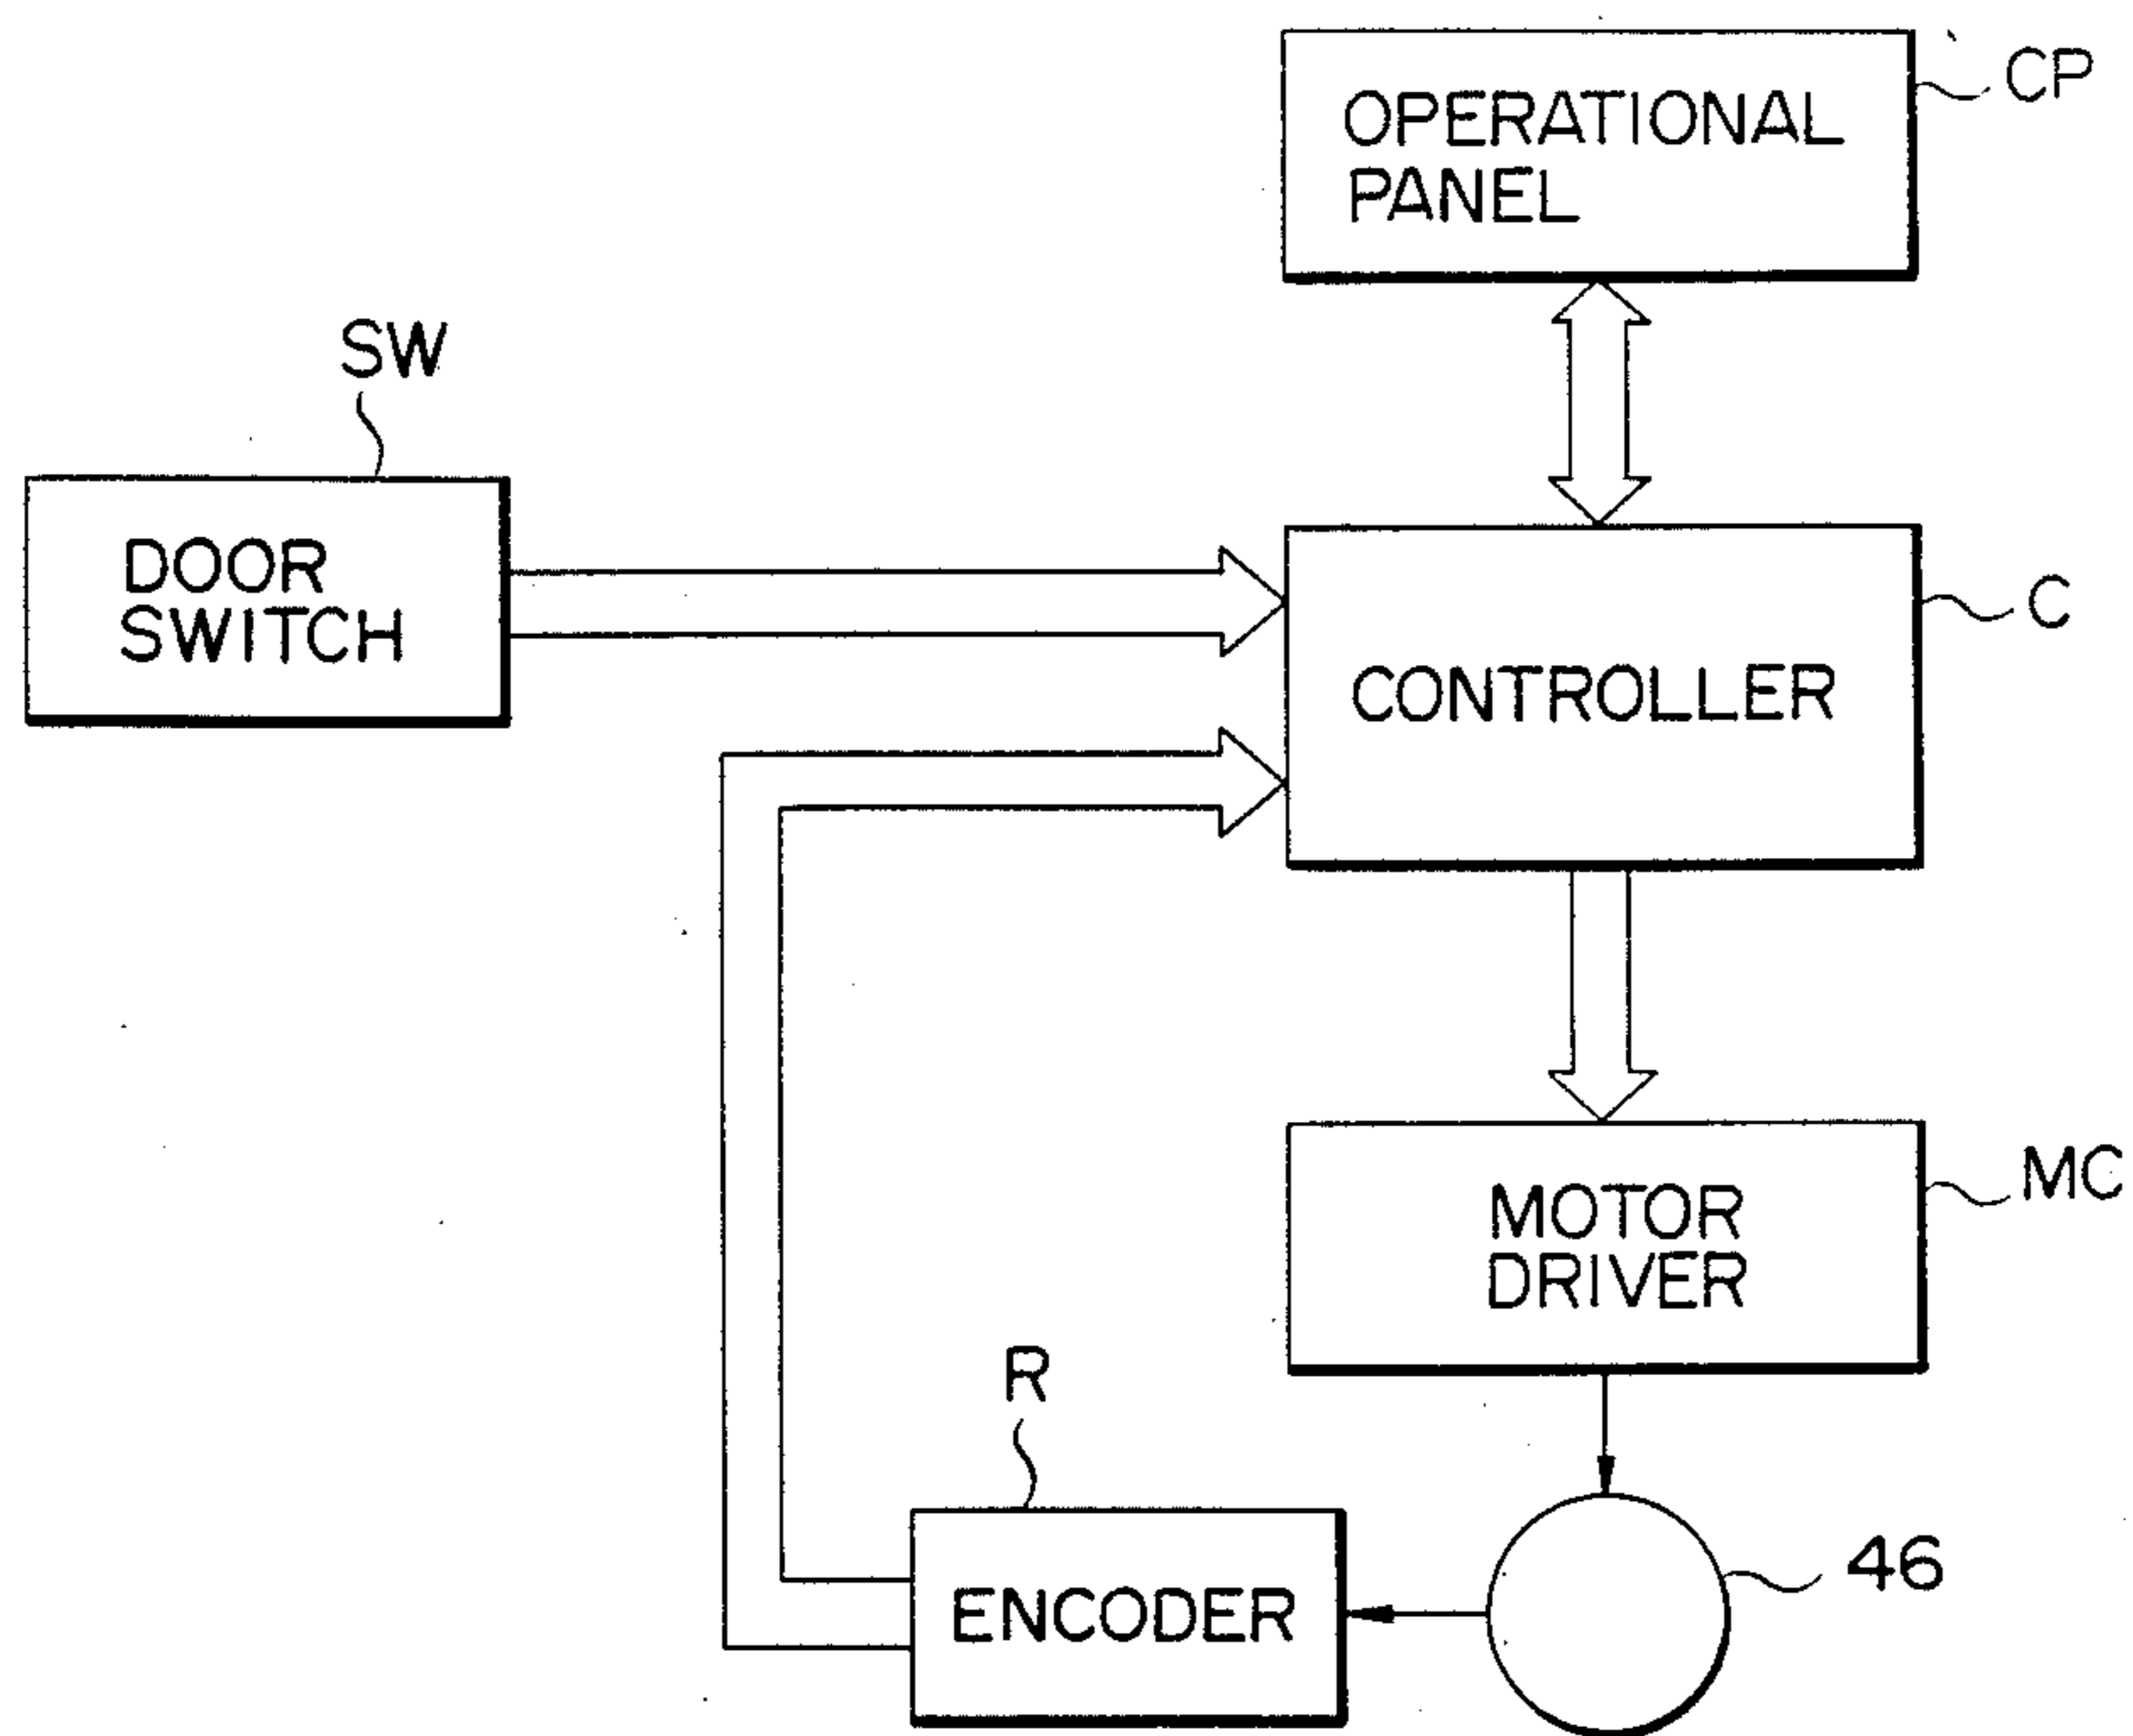 CP
OPERATIONAL
PANEL
SW
DOOR
SWITCH
C
CONTROLLER
MC
MOTOR
DRIVER
R
ENCODER
46